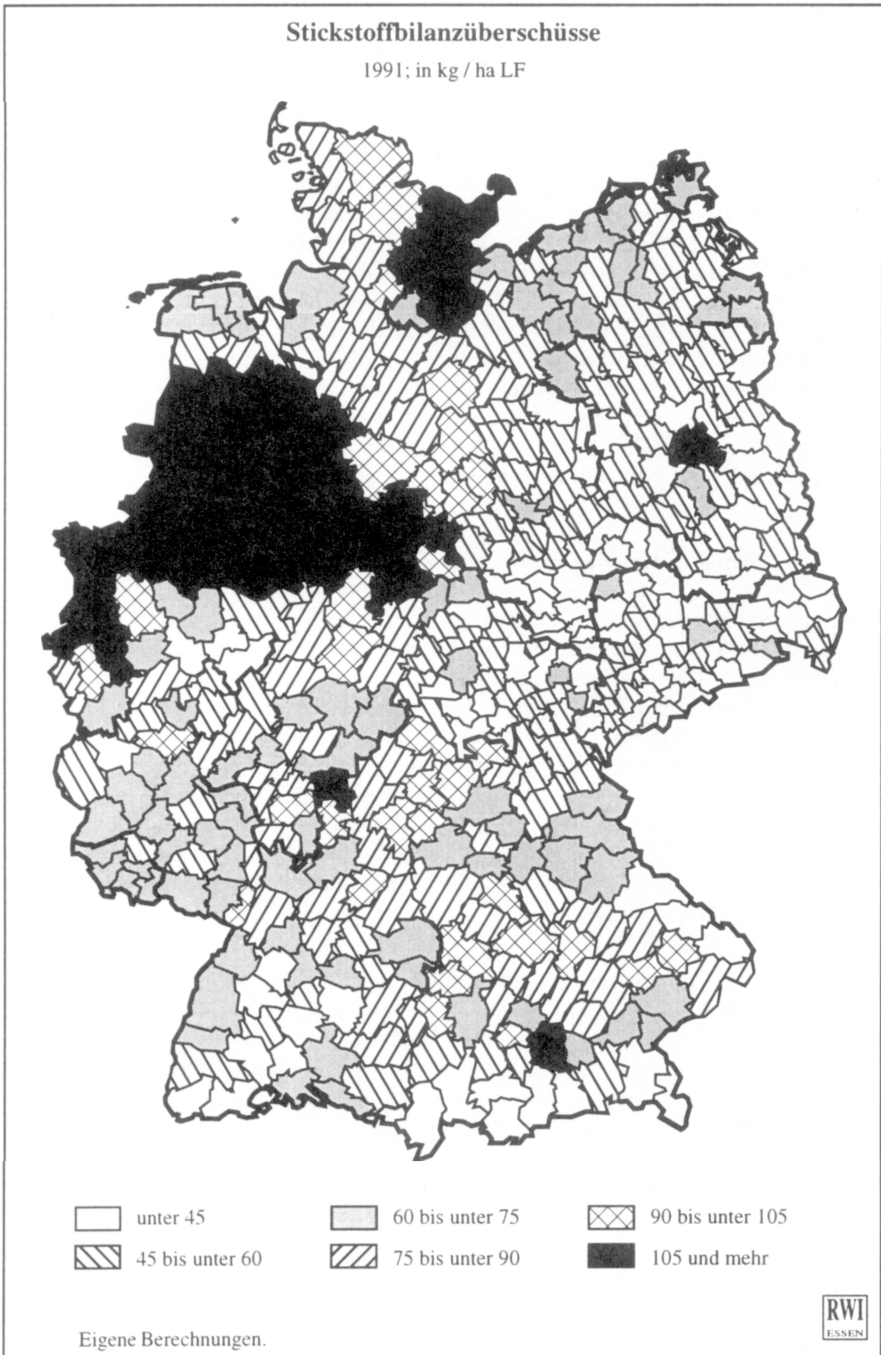 Stickstoffbilanzüberschüsse
1991; in kg / ha LF
unter 45
60 bis unter 75
90 bis unter 105
45 bis unter 60
75 bis unter 90
105 und mehr
RWI
ESSEN
Eigene Berechnungen.